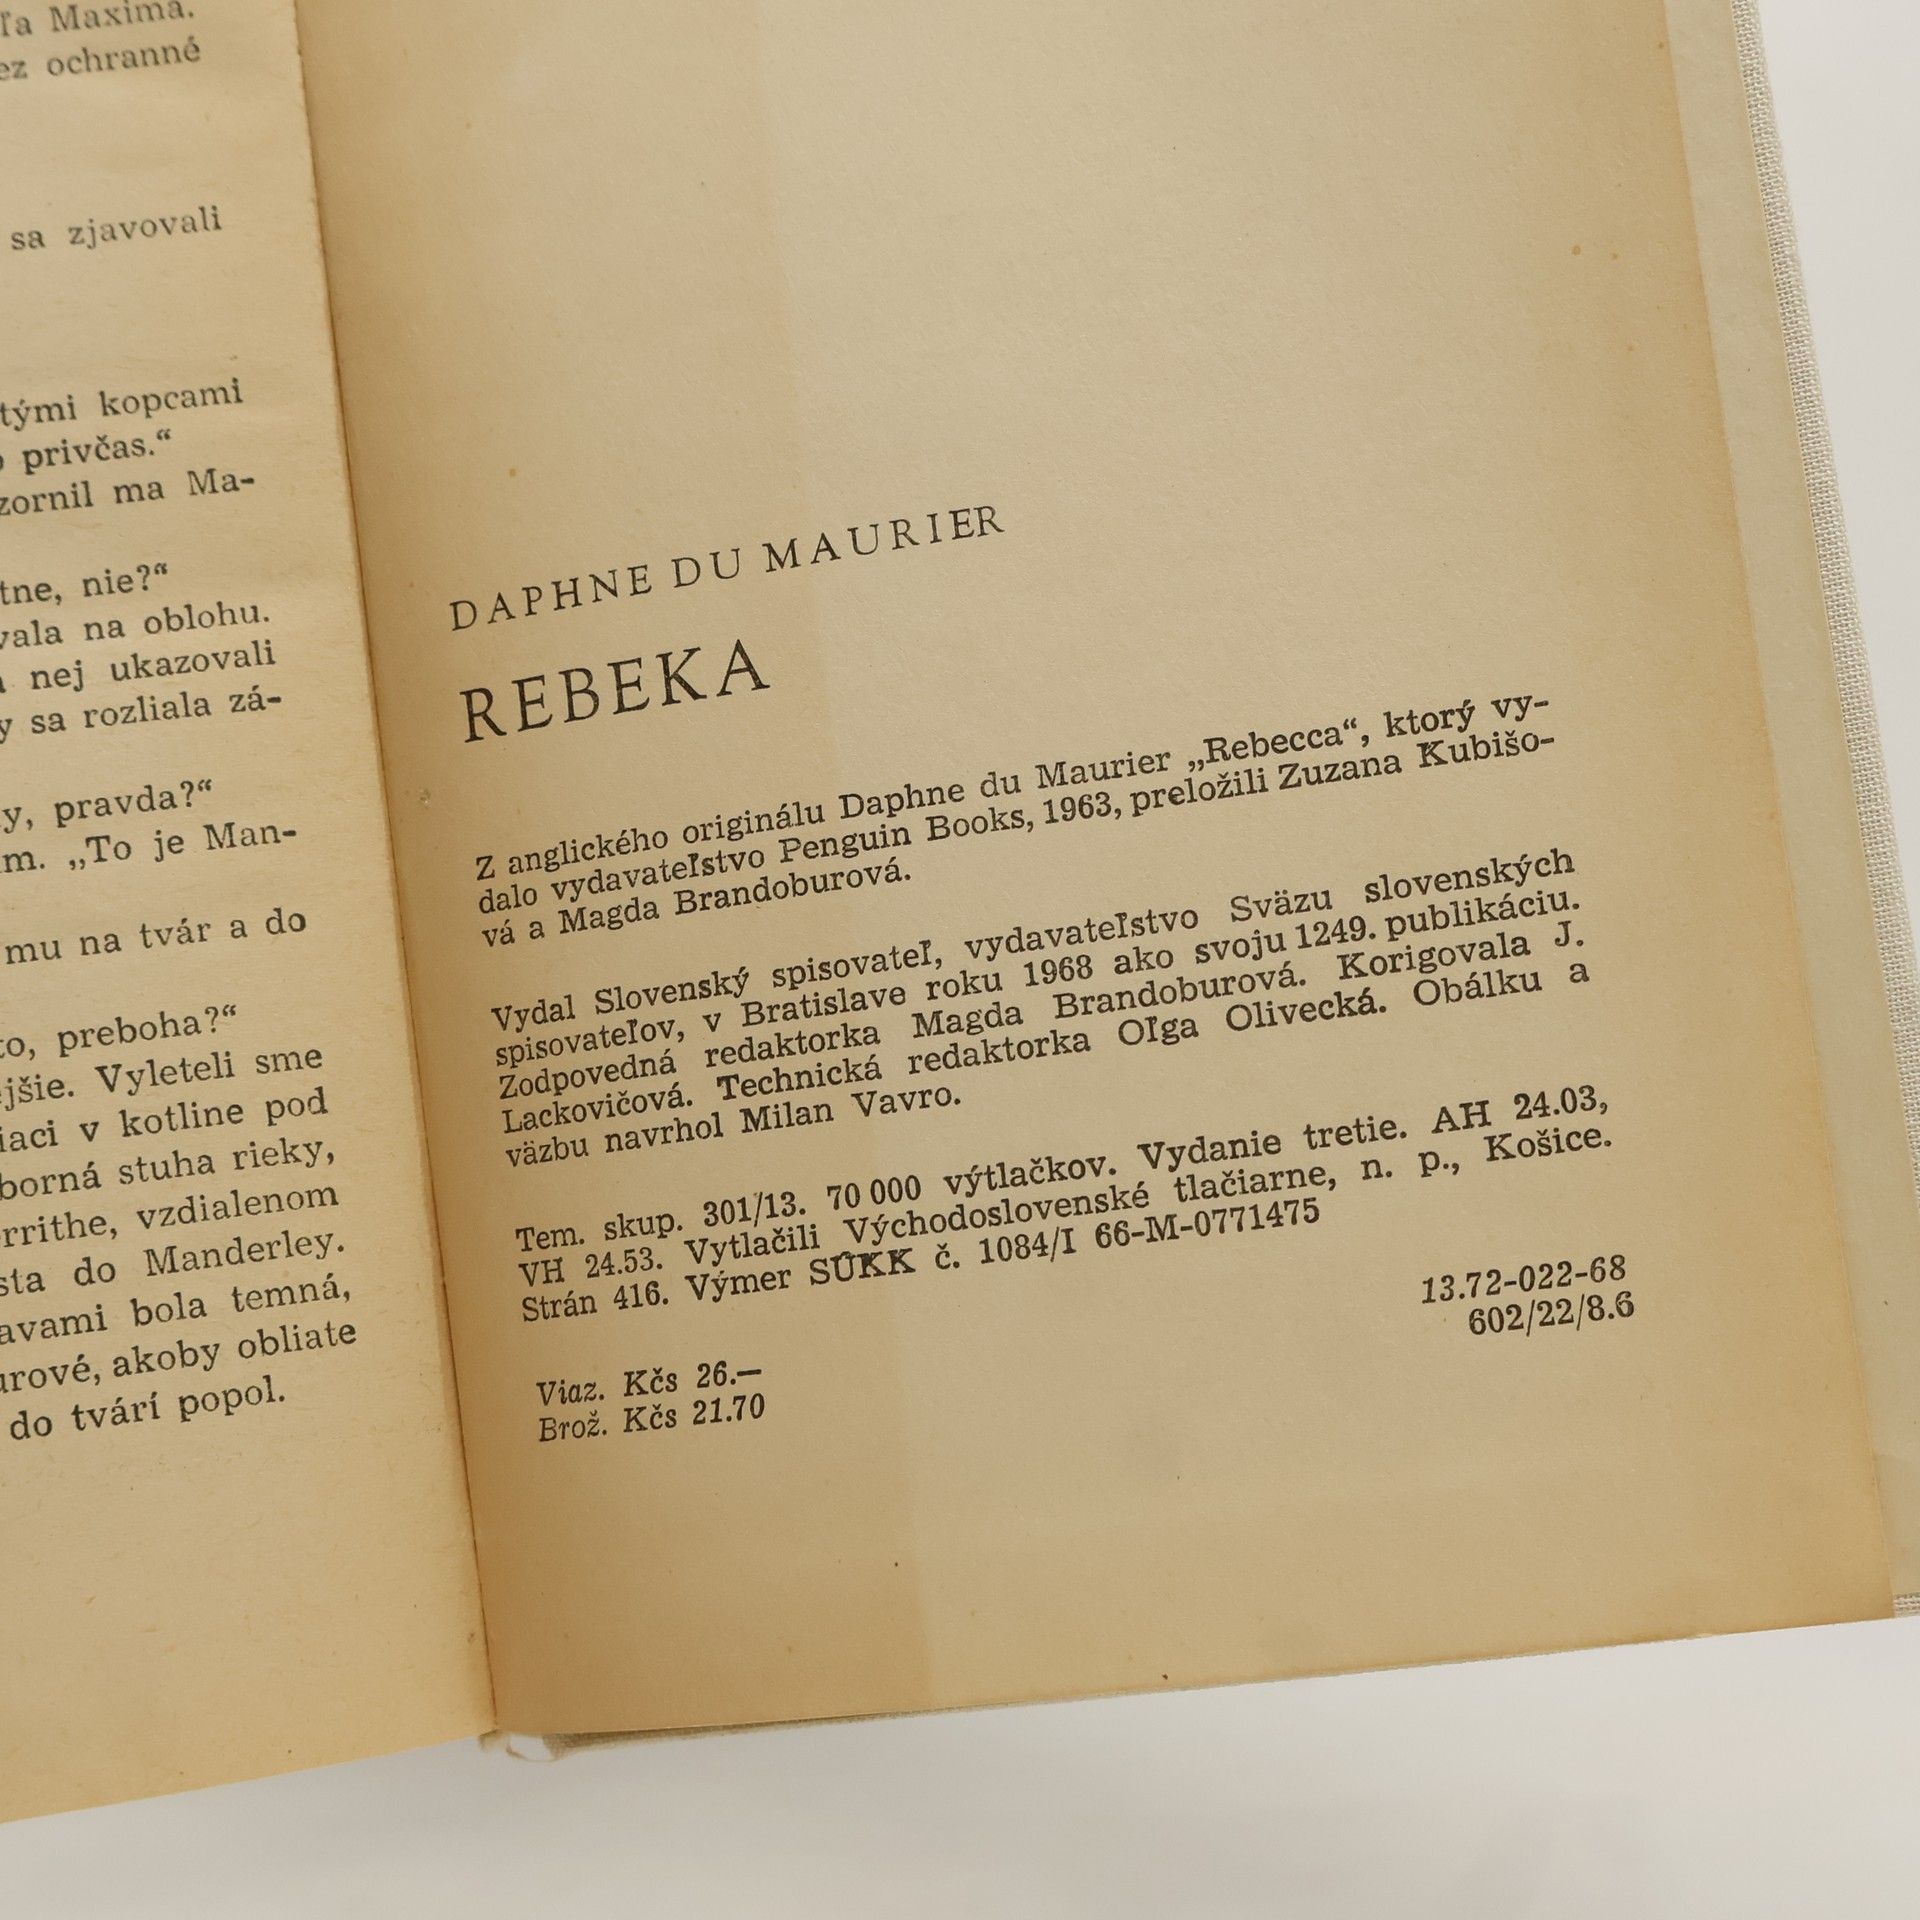 ľa Maxima.
ez ochranné
sa zjavovali
tými kopcami
privčas.“
zornil ma Ma-
tne, nie?“
vala na oblohu.
nej ukazovali
y sa rozliala zá-
y, pravda?“
m. „To je Man-
mu na tvár a do
to, preboha?“
ejšie. Vyleteli sme
iaci v kotline pod
borná stuha rieky,
rrithe, vzdialenom
sta do Manderley.
avami bola temná,
urové, akoby obliate
do tvárí popol.
DAPHNE DU MAURIER
REBEKA
Z anglického originálu Daphne du Maurier „Rebecca“, ktorý vy-
dalo vydavateľstvo Penguin Books, 1963, preložili Zuzana Kubišo-
vá a Magda Brandoburová.
Vydal Slovenský spisovateľ, vydavateľstvo Sväzu slovenských
spisovateľov, v Bratislave roku 1968 ako svoju 1249. publikáciu.
Zodpovedná redaktorka Magda Brandoburová. Korigovala J.
Lackovičová. Technická redaktorka Oľga Olivecká. Obálku a
väzbu navrhol Milan Vavro.
Tem. skup. 301/13. 70 000 výtlačkov. Vydanie tretie. AH 24.03,
VH 24.53. Vytlačili Východoslovenské tlačiarne, n. p., Košice.
Strán 416. Výmer SÚKK č. 1084/I 66-M-0771475
13.72-022-68
602/22/8.6
Viaz. Kčs 26.—
Brož. Kčs 21.70